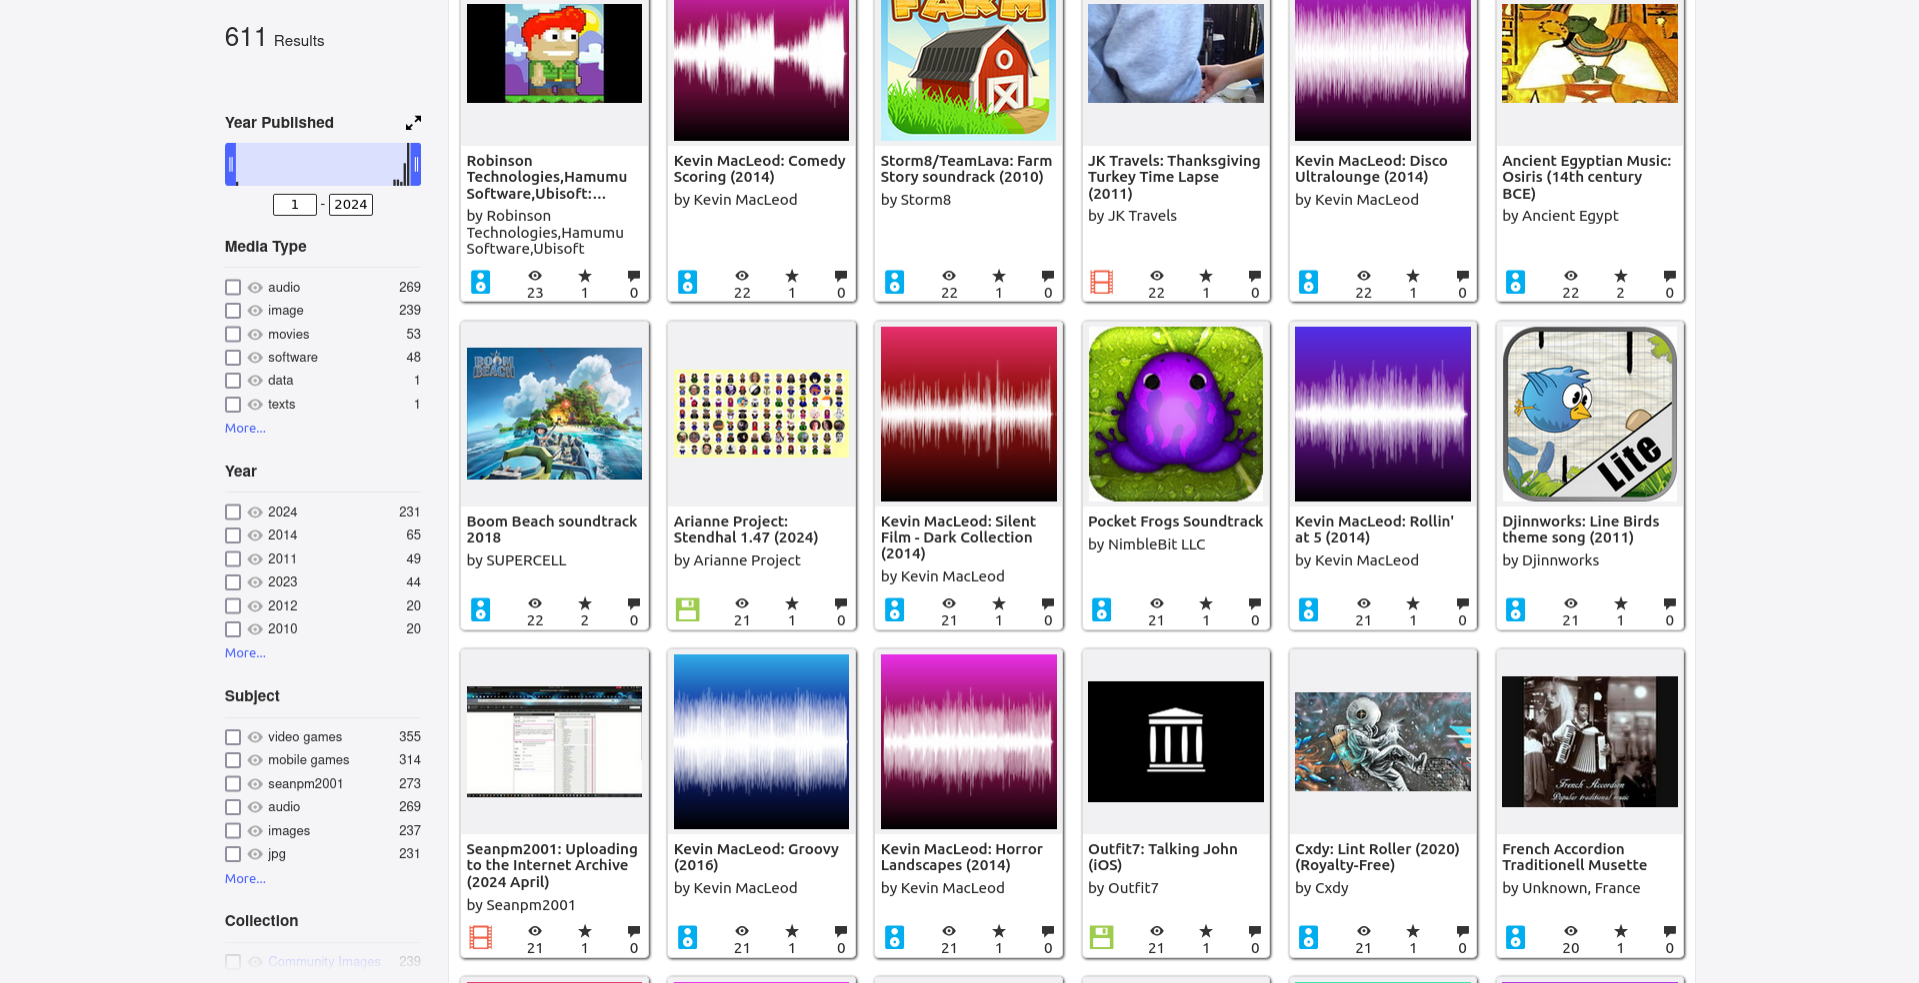 611 Results
Year Published
1 - 2024
Media Type
audio 269
image 239
movies 53
software 48
data 1
texts 1
More...
Year
2024 231
2014 65
2011 49
2023 44
2012 20
2010 20
More...
Subject
video games 355
mobile games 314
seanpm2001 273
audio 269
images 237
jpg 231
More...
Collection
Community Images 239
FARM
Robinson
Technologies,Hamumu
Software,Ubisoft:...
by Robinson
Technologies,Hamumu
Software,Ubisoft
23 1 0
Kevin MacLeod: Comedy
Scoring (2014)
by Kevin MacLeod
22 1 0
Storm8/TeamLava: Farm
Story soundrack (2010)
by Storm8
22 1 0
JK Travels: Thanksgiving
Turkey Time Lapse
(2011)
by JK Travels
22 1 0
Kevin MacLeod: Disco
Ultralounge (2014)
by Kevin MacLeod
22 1 0
Ancient Egyptian Music:
Osiris (14th century
BCE)
by Ancient Egypt
22 2 0
BOOM
BEACH
Boom Beach soundtrack
2018
by SUPERCELL
22 2 0
Arianne Project:
Stendhal 1.47 (2024)
by Arianne Project
21 1 0
Kevin MacLeod: Silent
Film - Dark Collection
(2014)
by Kevin MacLeod
21 1 0
Pocket Frogs Soundtrack
by NimbleBit LLC
21 1 0
Kevin MacLeod: Rollin'
at 5 (2014)
by Kevin MacLeod
21 1 0
Lite
Djinnworks: Line Birds
theme song (2011)
by Djinnworks
21 1 0
Seanpm2001: Uploading
to the Internet Archive
(2024 April)
by Seanpm2001
21 1 0
Kevin MacLeod: Groovy
(2016)
by Kevin MacLeod
21 1 0
Kevin MacLeod: Horror
Landscapes (2014)
by Kevin MacLeod
21 1 0
Outfit7: Talking John
(iOS)
by Outfit7
21 1 0
Cxdy: Lint Roller (2020)
(Royalty-Free)
by Cxdy
21 1 0
French Accordion
Popular traditional music
French Accordion
Traditionell Musette
by Unknown, France
20 1 0